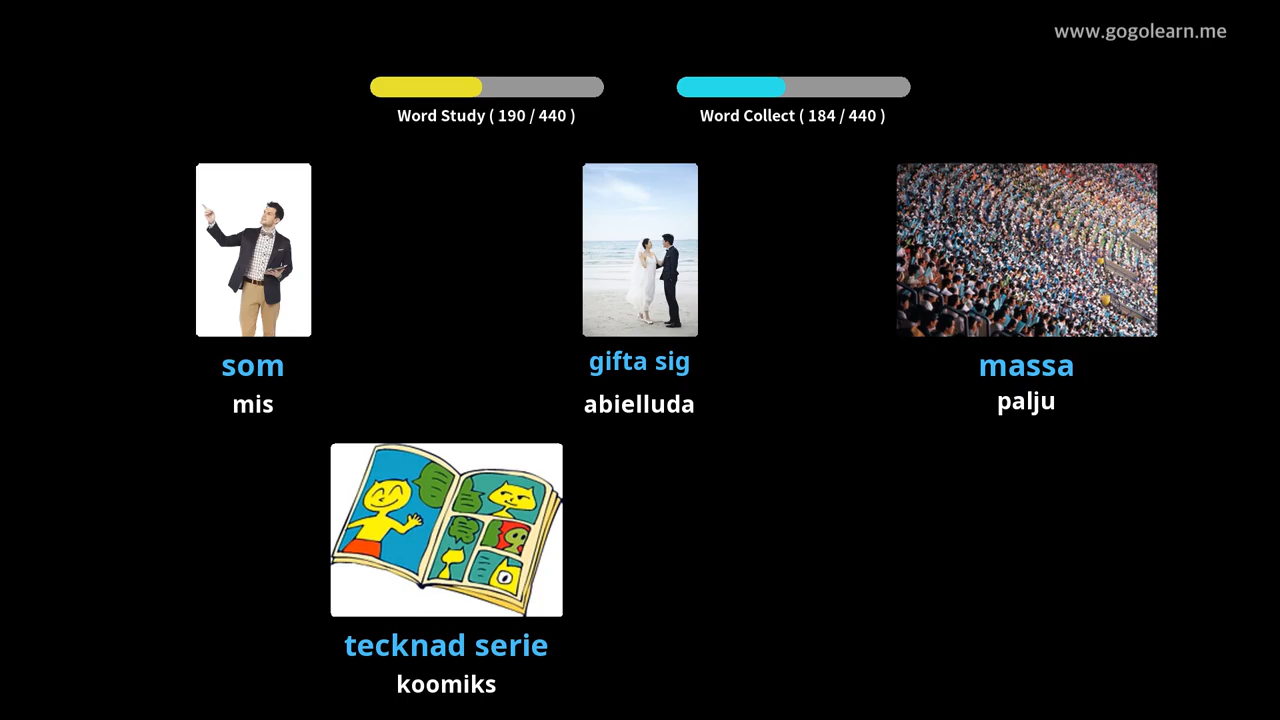 www.gogolearn.me
Word Study ( 190 / 440 )
Word Collect ( 184 / 440 )
som
mis
gifta sig
abielluda
massa
palju
tecknad serie
koomiks